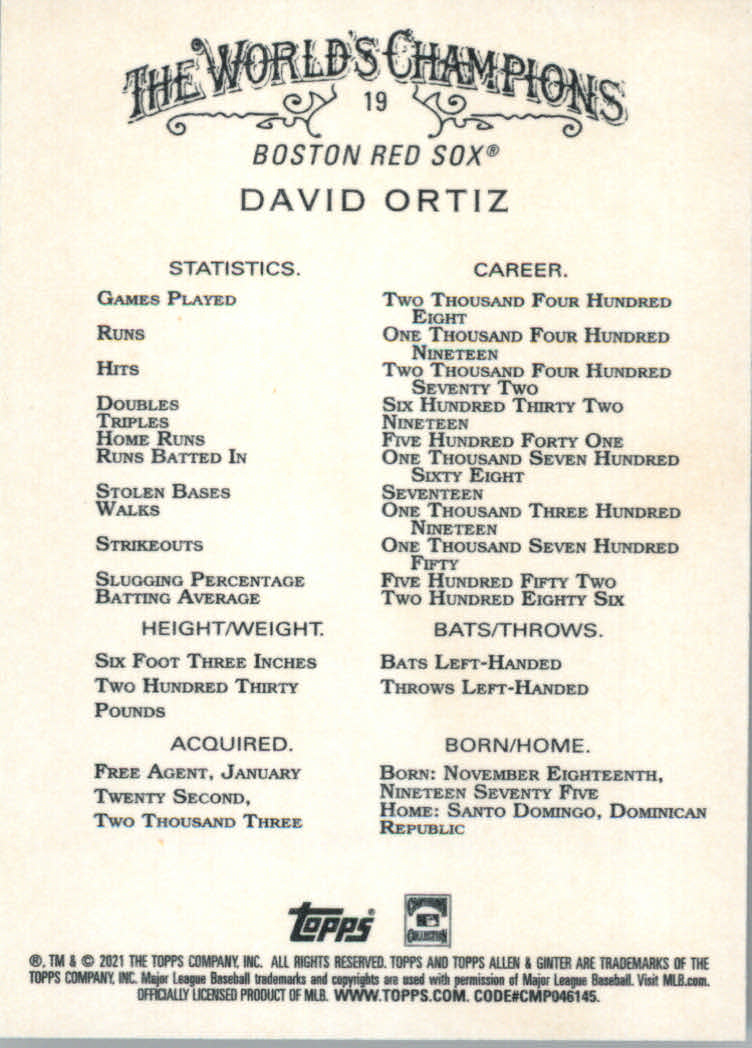 THE WORLD'S CHAMPIONS
19
BOSTON RED SOX®
DAVID ORTIZ
STATISTICS. CAREER.
GAMES PLAYED TWO THOUSAND FOUR HUNDRED
EIGHT
RUNS ONE THOUSAND FOUR HUNDRED
NINETEEN
HITS TWO THOUSAND FOUR HUNDRED
SEVENTY TWO
DOUBLES SIX HUNDRED THIRTY TWO
TRIPLES NINETEEN
HOME RUNS FIVE HUNDRED FORTY ONE
RUNS BATTED IN ONE THOUSAND SEVEN HUNDRED
SIXTY EIGHT
STOLEN BASES SEVENTEEN
WALKS ONE THOUSAND THREE HUNDRED
NINETEEN
STRIKEOUTS ONE THOUSAND SEVEN HUNDRED
FIFTY
SLUGGING PERCENTAGE FIVE HUNDRED FIFTY TWO
BATTING AVERAGE TWO HUNDRED EIGHTY SIX
HEIGHT/WEIGHT. BATS/THROWS.
SIX FOOT THREE INCHES BATS LEFT-HANDED
TWO HUNDRED THIRTY THROWS LEFT-HANDED
POUNDS
ACQUIRED. BORN/HOME.
FREE AGENT, JANUARY BORN: NOVEMBER EIGHTEENTH,
TWENTY SECOND, NINETEEN SEVENTY FIVE
TWO THOUSAND THREE HOME: SANTO DOMINGO, DOMINICAN
REPUBLIC
Topps®
CARTOPHILIC
COLLECTION
®, TM & © 2021 THE TOPPS COMPANY, INC. ALL RIGHTS RESERVED. TOPPS AND TOPPS ALLEN & GINTER ARE TRADEMARKS OF THE
TOPPS COMPANY, INC. Major League Baseball trademarks and copyrights are used with permission of Major League Baseball. Visit MLB.com.
OFFICIALLY LICENSED PRODUCT OF MLB. WWW.TOPPS.COM. CODE#CMP046145.